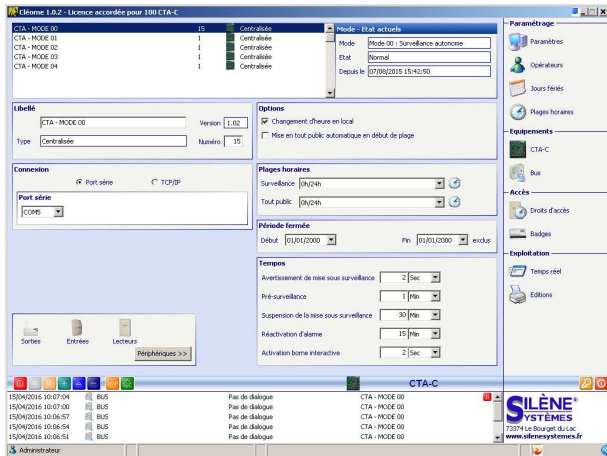 Cléome 1.0.2 - Licence accordée pour 100 CTA-C
CTA - MODE 00 15 Centralisée
CTA - MODE 01 1 Centralisée
CTA - MODE 02 1 Centralisée
CTA - MODE 03 1 Centralisée
CTA - MODE 04 1 Centralisée
Mode - Etat actuels
Mode Mode 00 : Surveillance autonome
Etat Normal
Depuis le 07/08/2015 15:42:50
Libellé
CTA - MODE 00 Version 1.02
Type Centralisée Numéro 15
Options
Changement d'heure en local
Mise en tout public automatique en début de plage
Connexion
Port série TCP/IP
Port série
COM5
Plages horaires
Surveillance 0h/24h
Tout public 0h/24h
Période fermée
Début 01/01/2000 Fin 01/01/2000 exclus
Tempos
Avertissement de mise sous surveillance 2 Sec
Pré-surveillance 1 Min
Suspension de la mise sous surveillance 30 Min
Réactivation d'alarme 15 Min
Activation borne interactive 2 Sec
Sorties Entrées Lecteurs
Périphériques >>
Paramétrage
Paramètres
Opérateurs
Jours fériés
Plages horaires
Equipements
CTA-C
Bus
Accès
Droits d'accès
Badges
Exploitation
Temps réel
Editions
CTA-C
15/04/2016 10:07:04 BUS Pas de dialogue CTA - MODE 00
15/04/2016 10:07:00 BUS Pas de dialogue CTA - MODE 00
15/04/2016 10:06:57 BUS Pas de dialogue CTA - MODE 00
15/04/2016 10:06:54 BUS Pas de dialogue CTA - MODE 00
15/04/2016 10:06:51 BUS Pas de dialogue CTA - MODE 00
SILÈNE
SYSTÈMES
73374 Le Bourget du Lac
www.silenesystemes.fr
Administrateur